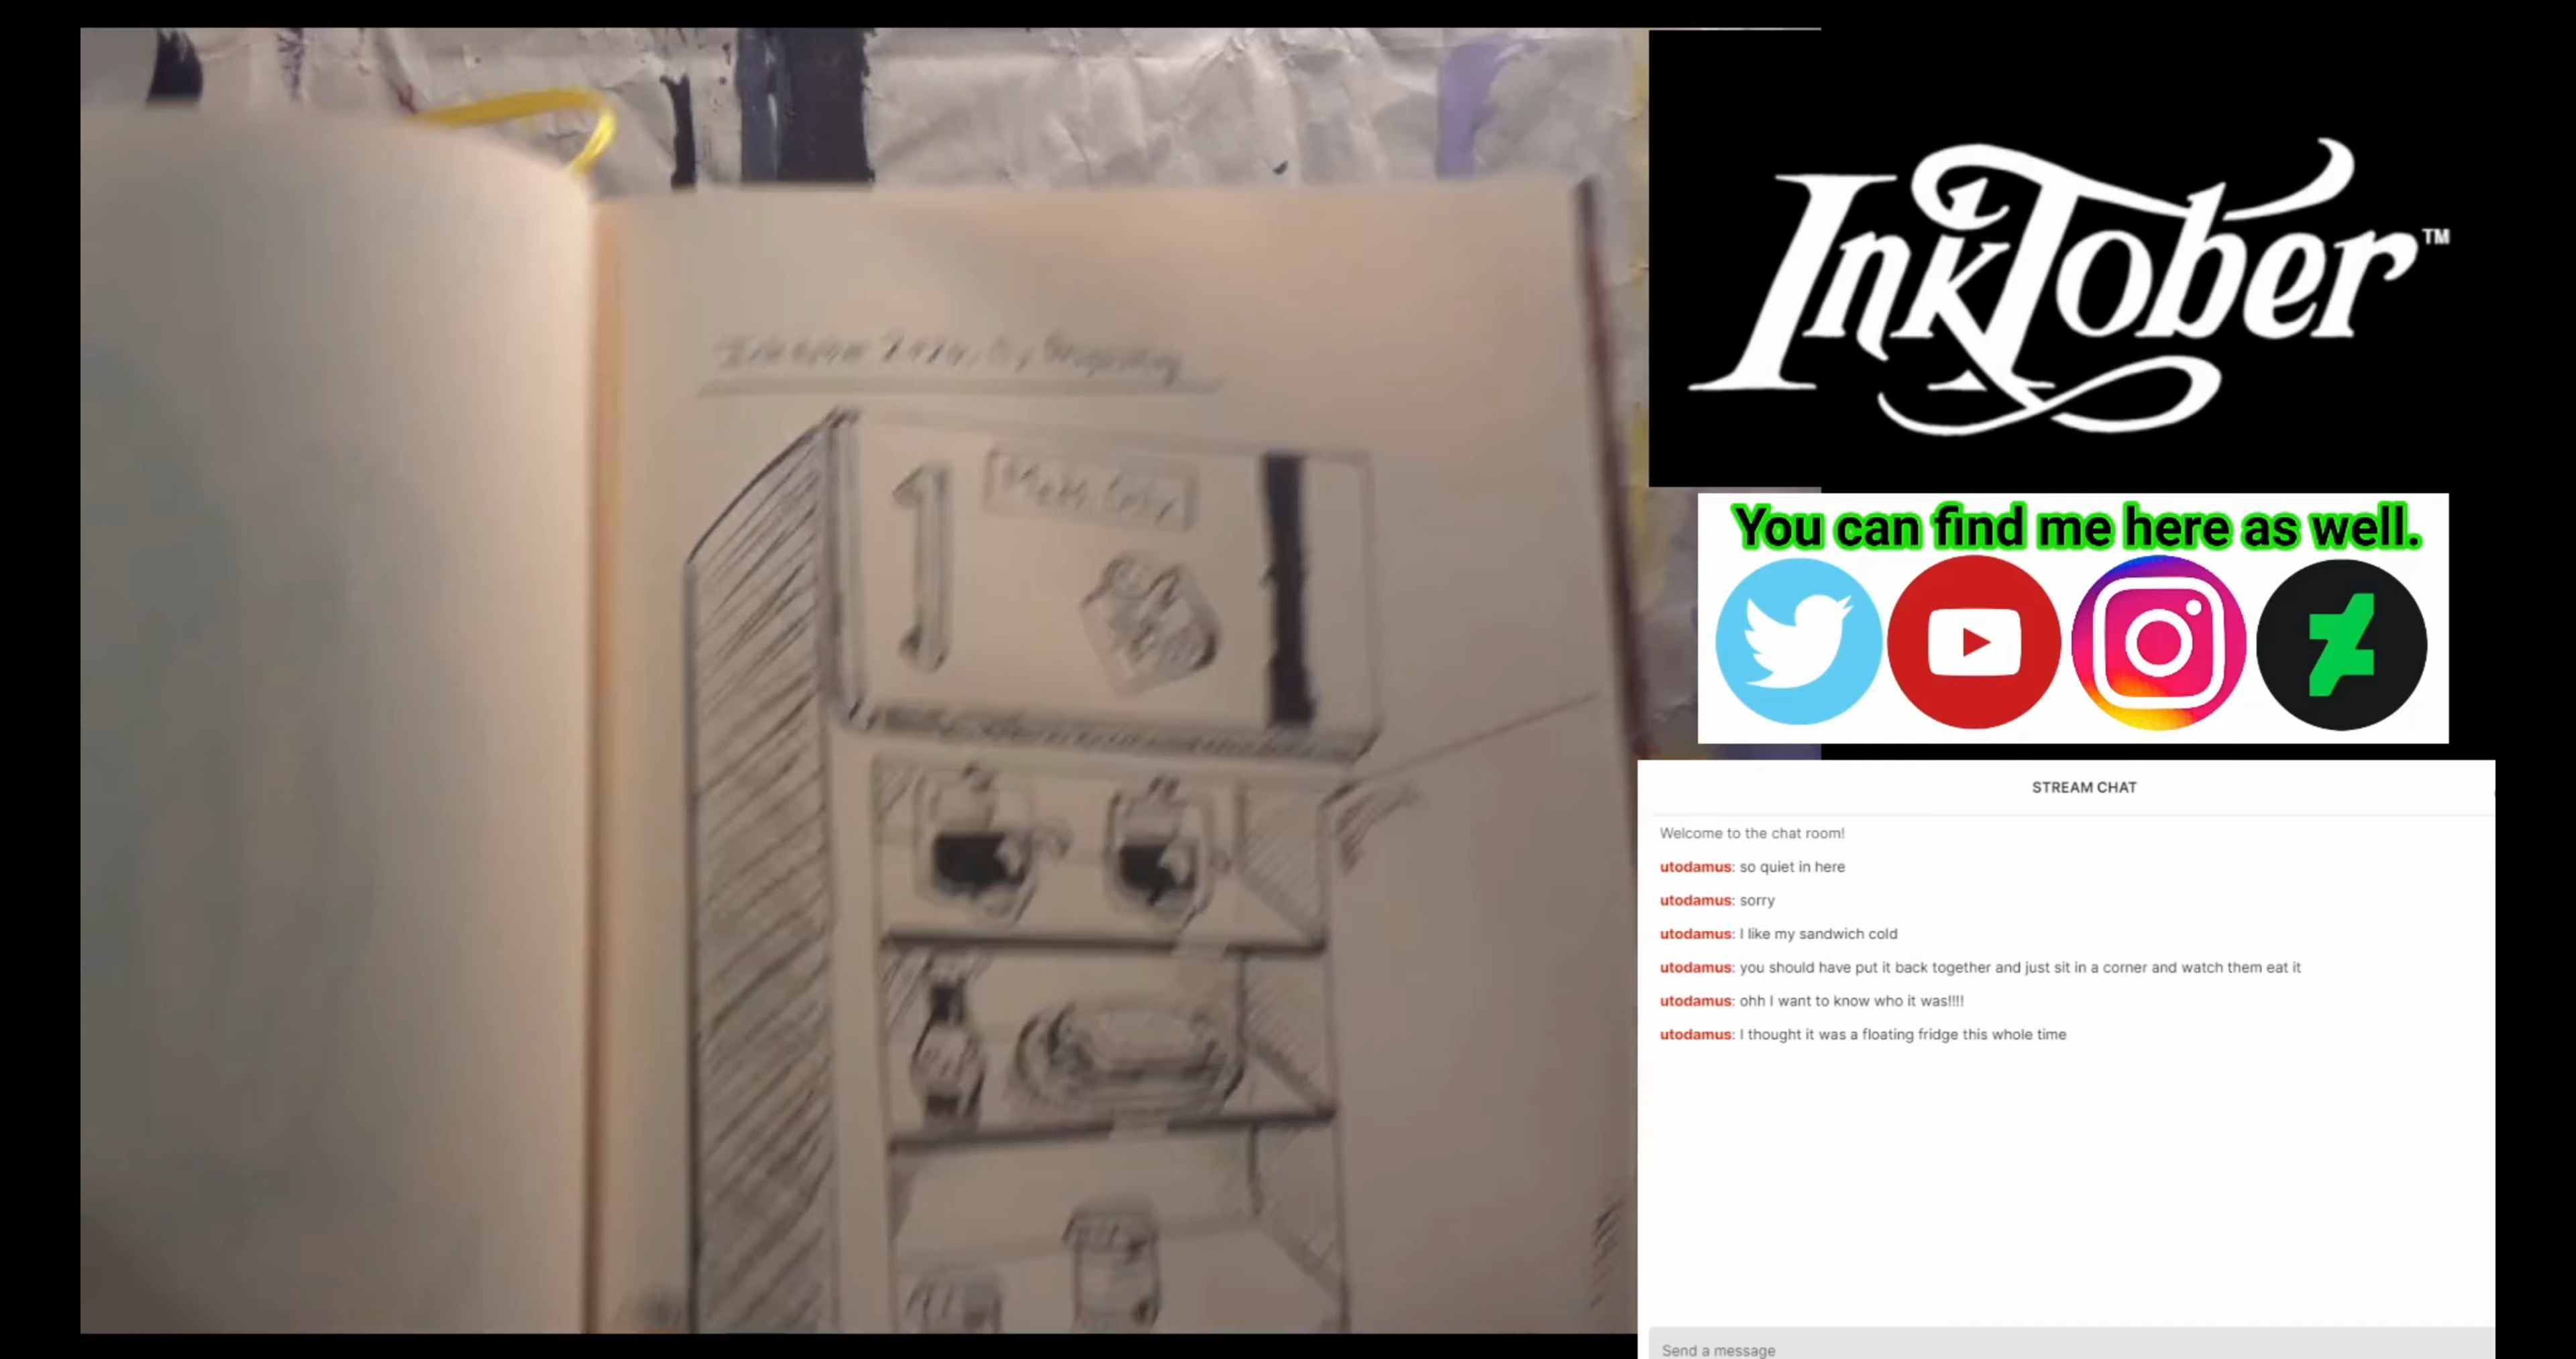 InkTober™
You can find me here as well.
STREAM CHAT
Welcome to the chat room!
utodamus: so quiet in here
utodamus: sorry
utodamus: I like my sandwich cold
utodamus: you should have put it back together and just sit in a corner and watch them eat it
utodamus: ohh I want to know who it was!!!!
utodamus: I thought it was a floating fridge this whole time
Send a message